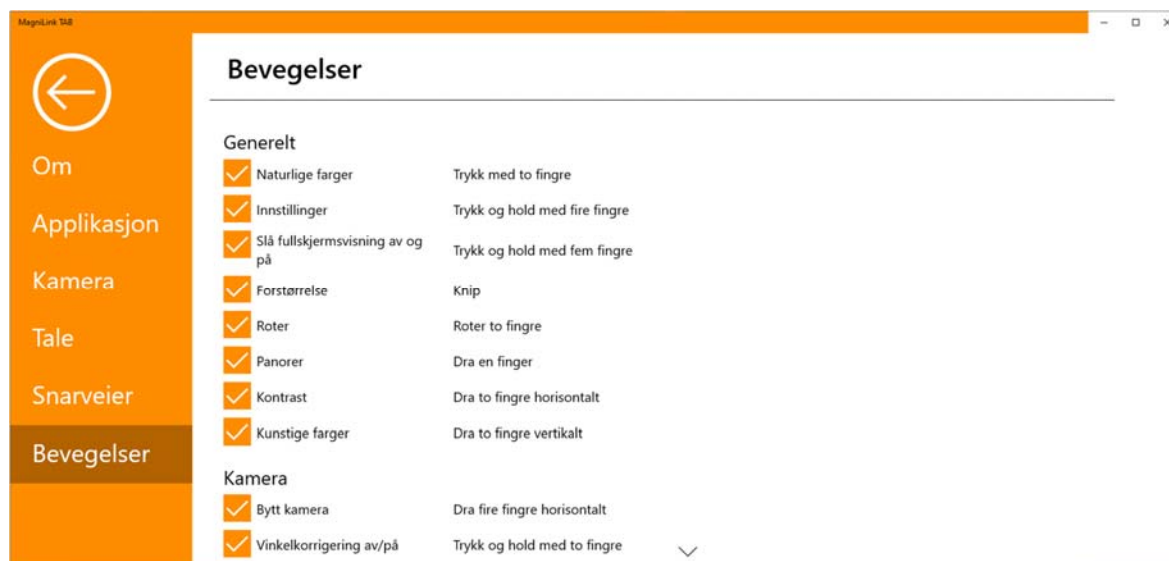 MagniLink TAB
Bevegelser
Om
Applikasjon
Kamera
Tale
Snarveier
Bevegelser
Generelt
Naturlige farger Trykk med to fingre
Innstillinger Trykk og hold med fire fingre
Slå fullskjermsvisning av og
på
Trykk og hold med fem fingre
Forstørrelse Knip
Roter Roter to fingre
Panorer Dra en finger
Kontrast Dra to fingre horisontalt
Kunstige farger Dra to fingre vertikalt
Kamera
Bytt kamera Dra fire fingre horisontalt
Vinkelkorrigering av/på Trykk og hold med to fingre